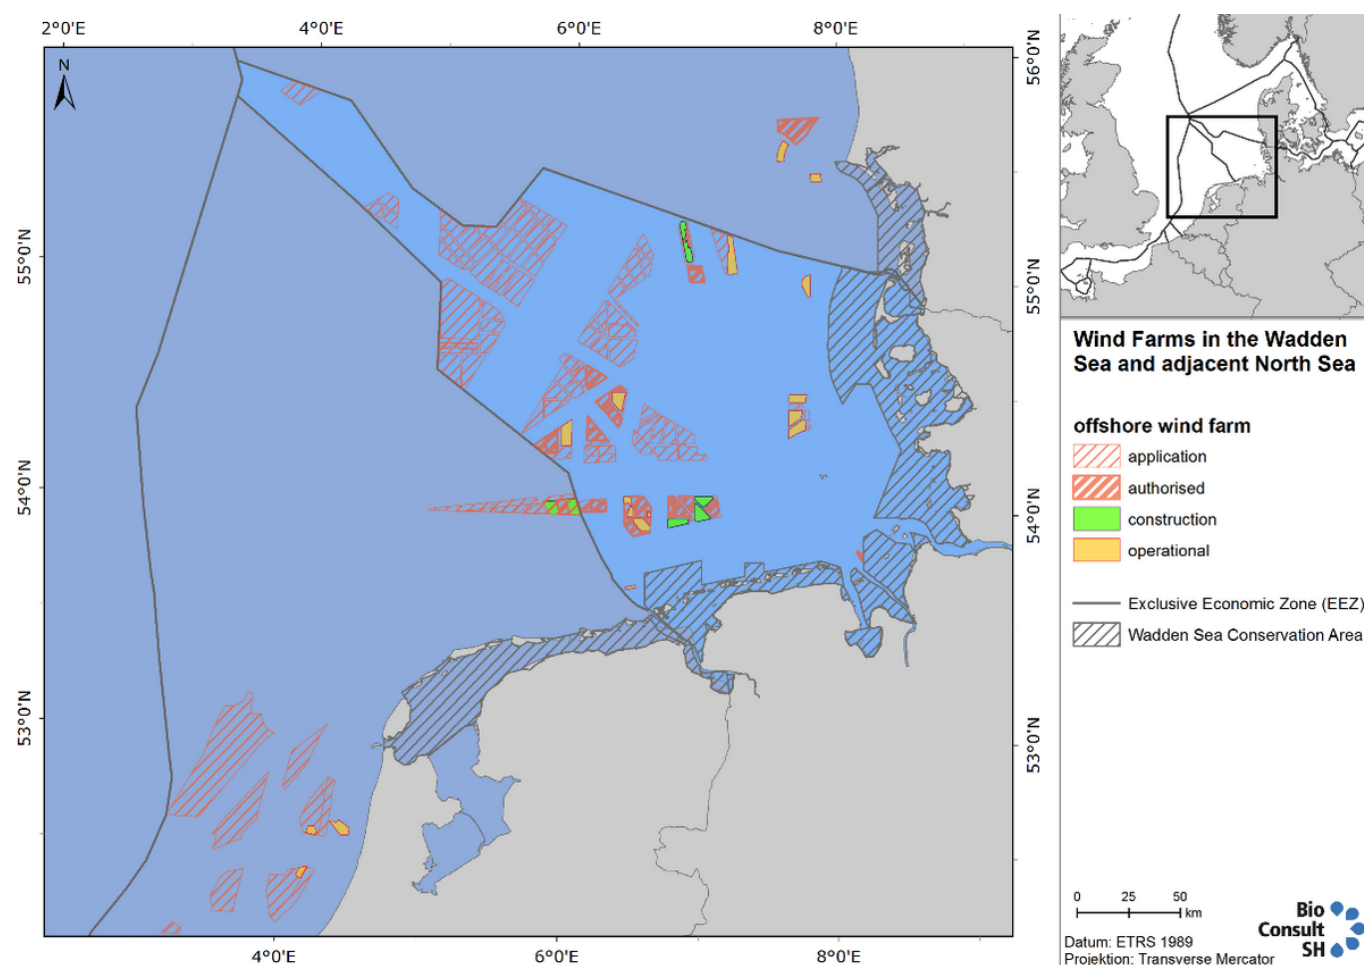 2°0'E 4°0'E 6°0'E 8°0'E
N
56°0'N
55°0'N
55°0'N
54°0'N
54°0'N
53°0'N
53°0'N
4°0'E 6°0'E 8°0'E
Wind Farms in the Wadden
Sea and adjacent North Sea
offshore wind farm
application
authorised
construction
operational
Exclusive Economic Zone (EEZ)
Wadden Sea Conservation Area
0 25 50
km
Datum: ETRS 1989
Projektion: Transverse Mercator
Bio
Consult
SH